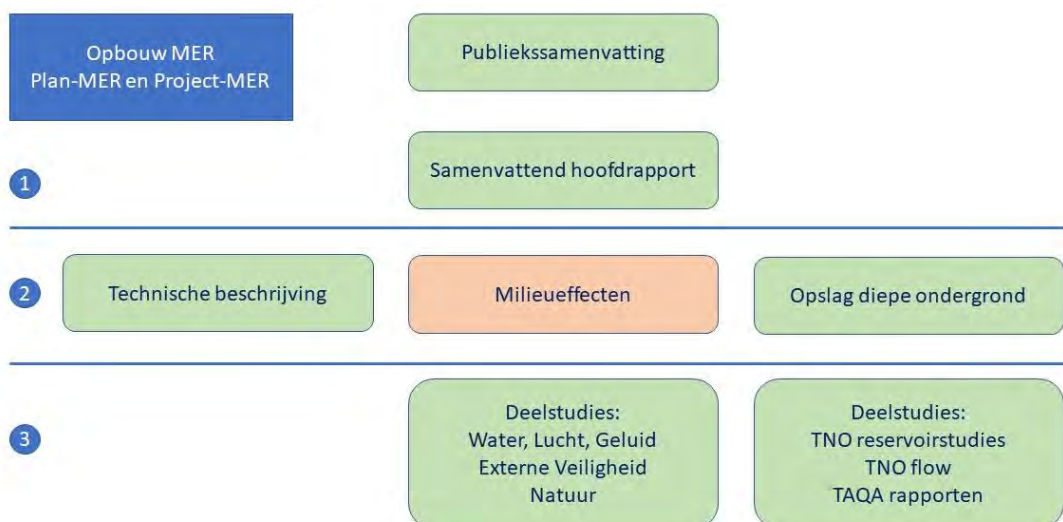 Opbouw MER
Plan-MER en Project-MER
Publiekssamenvatting
1
Samenvattend hoofdrapport
2
Technische beschrijving
Milieueffecten
Opslag diepe ondergrond
3
Deelstudies:
Water, Lucht, Geluid
Externe Veiligheid
Natuur
Deelstudies:
TNO reservoirstudies
TNO flow
TAQA rapporten